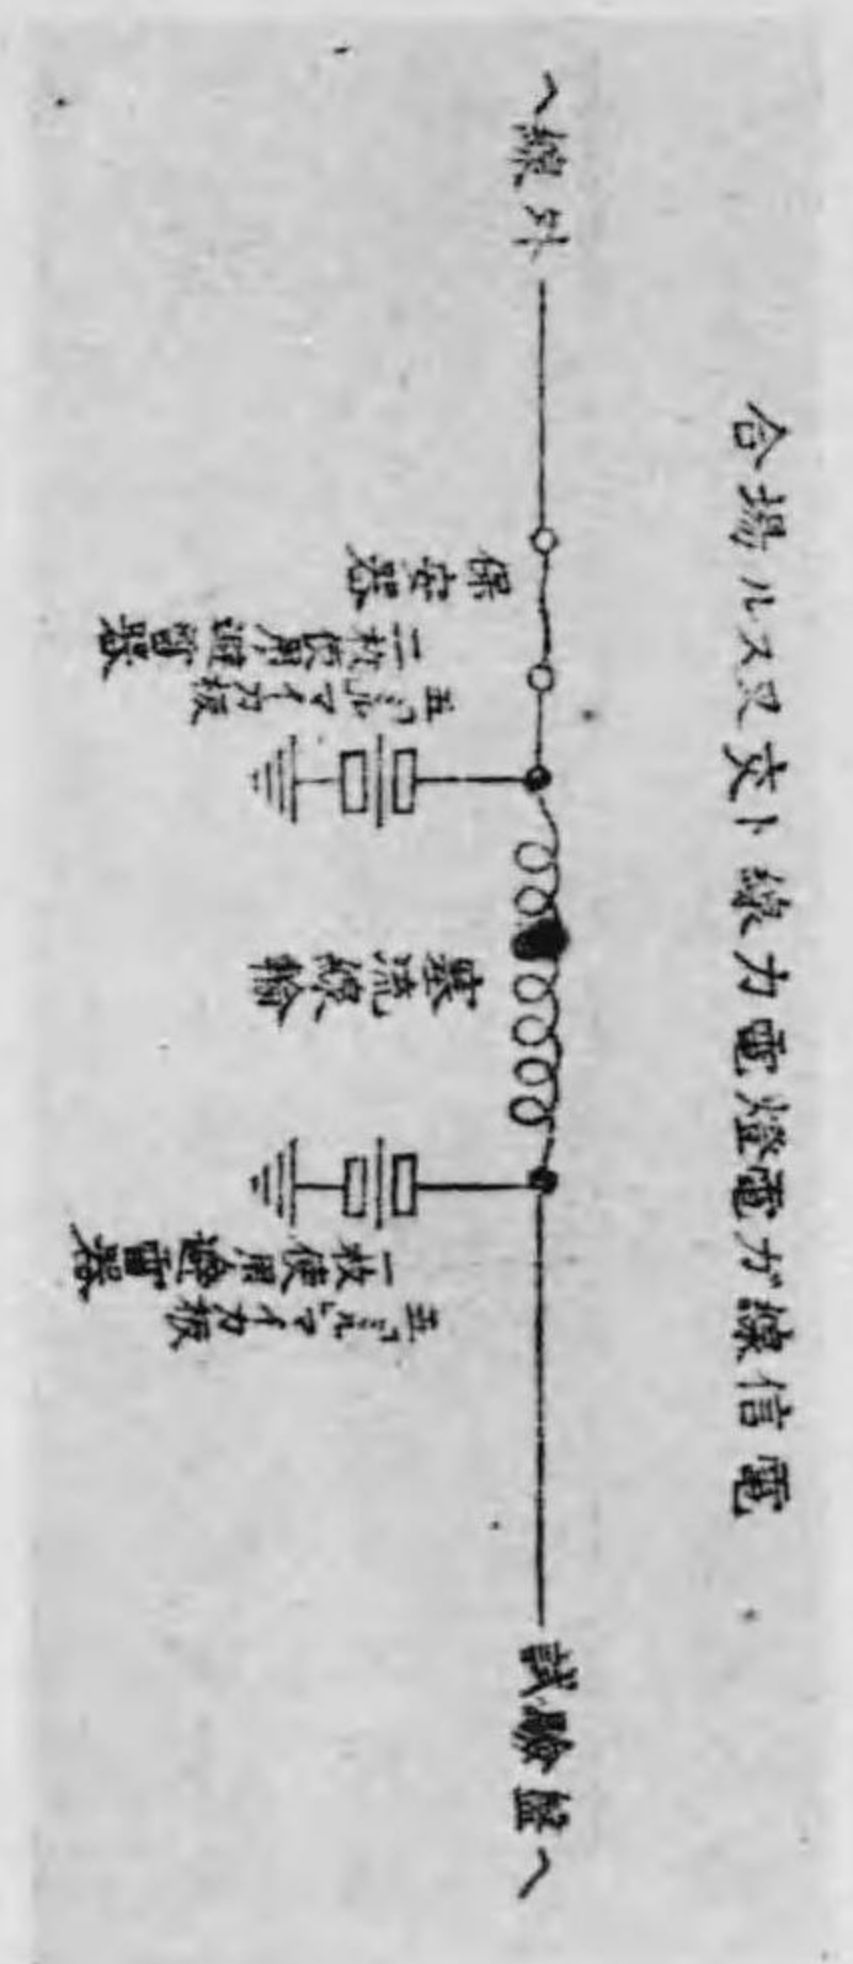 電信線ガ電燈電力線ト交叉スル場合
外線へ
保安器
五ミルマイカ板
二枚使用避雷器
塞流線輪
五ミルマイカ板
一枚使用避雷器
試驗盤へ